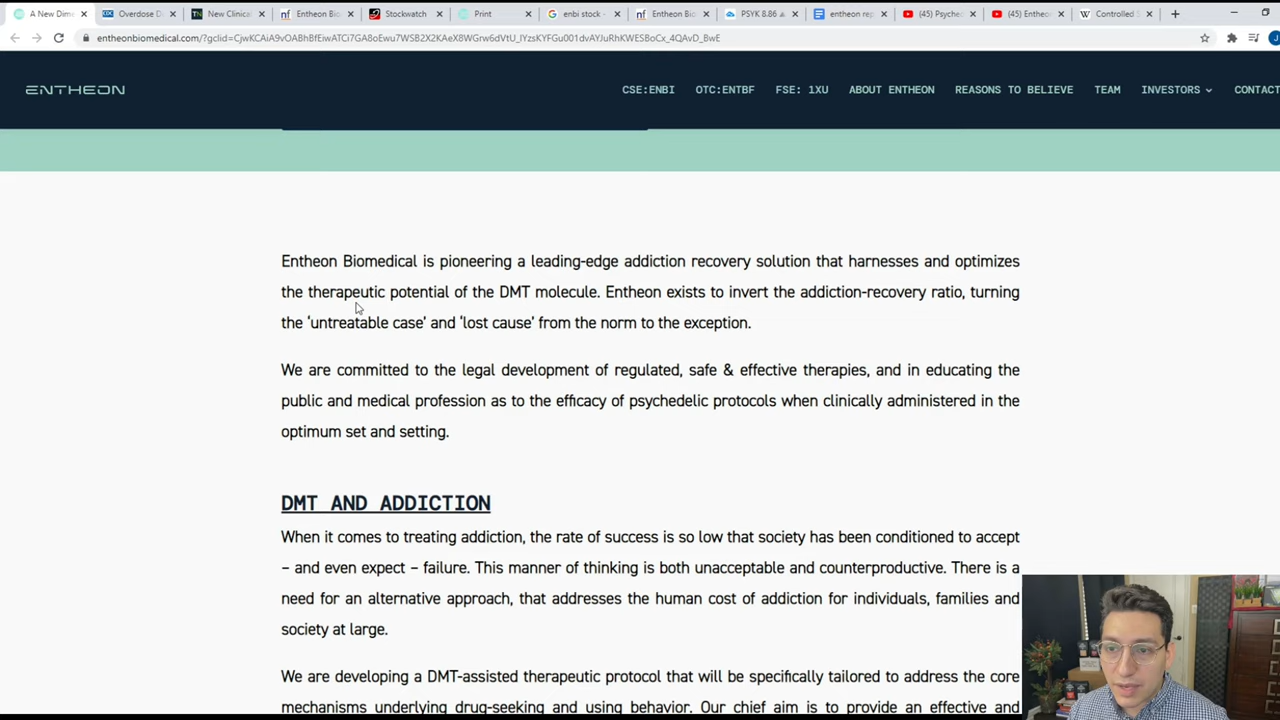 A New Dime
Overdose D
New Clinical
Entheon Bio
Stockwatch
Print
enbi stock -
Entheon Bio
PSYK 8.86
entheon rep
(45) Psyched
(45) Entheo
Controlled S
entheonbiomedical.com/?gclid=
ENTHEON
CSE:ENBI OTC:ENTBF FSE: 1XU ABOUT ENTHEON REASONS TO BELIEVE TEAM INVESTORS CONTACT
Entheon Biomedical is pioneering a leading-edge addiction recovery solution that harnesses and optimizes
the therapeutic potential of the DMT molecule. Entheon exists to invert the addiction-recovery ratio, turning
the ‘untreatable case’ and ‘lost cause’ from the norm to the exception.
We are committed to the legal development of regulated, safe & effective therapies, and in educating the
public and medical profession as to the efficacy of psychedelic protocols when clinically administered in the
optimum set and setting.
DMT AND ADDICTION
When it comes to treating addiction, the rate of success is so low that society has been conditioned to accept
– and even expect – failure. This manner of thinking is both unacceptable and counterproductive. There is a
need for an alternative approach, that addresses the human cost of addiction for individuals, families and
society at large.
We are developing a DMT-assisted therapeutic protocol that will be specifically tailored to address the core
mechanisms underlying drug-seeking and using behavior. Our chief aim is to provide an effective and